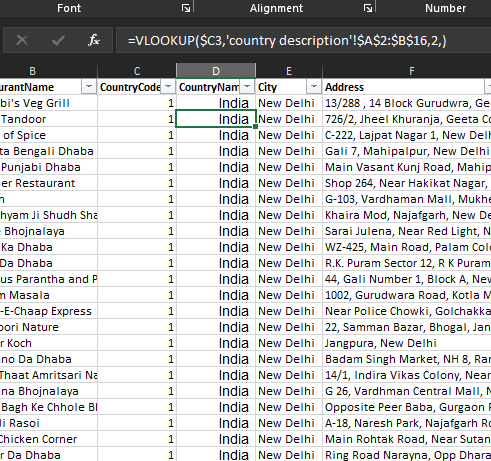 Font Alignment Number
fx =VLOOKUP($C3,'country description'!$A$2:$B$16,2,)
B C D E F
urantName CountryCode CountryNam City Address
bi's Veg Grill 1 India New Delhi 13/288 , 14 Block Gurudwra, Ge
Tandoor 1 India New Delhi 726/2, Jheel Khuranja, Geeta Co
of Spice 1 India New Delhi C-222, Lajpat Nagar 1, New Delh
ta Bengali Dhaba 1 India New Delhi Gali 7, Mahipalpur, New Delhi
Punjabi Dhaba 1 India New Delhi Main Vasant Kunj Road, Mahip
er Restaurant 1 India New Delhi Shop 264, Near Hakikat Nagar,
n 1 India New Delhi G-103, Vardhaman Mall, Mukhe
hyam Ji Shudh Sha 1 India New Delhi Khaira Mod, Najafgarh, New De
Bhojnalaya 1 India New Delhi Sarai Julena, Near Red Light, N
Ka Dhaba 1 India New Delhi WZ-425, Main Road, Palam Colo
Da Dhaba 1 India New Delhi R.K. Puram Sector 12, R K Puram
us Parantha and P 1 India New Delhi 44, Gali Number 1, Block A, New
m Masala 1 India New Delhi 1002, Gurudwara Road, Kotla M
-E-Chaap Express 1 India New Delhi Near Police Chowki, Golchakka
oori Nature 1 India New Delhi 22, Samman Bazar, Bhogal, Jan
r Koch 1 India New Delhi Jangpura, New Delhi
no Da Dhaba 1 India New Delhi Badam Singh Market, NH 8, Ran
Thaat Amritsari Na 1 India New Delhi 14/1, Indira Vikas Colony, Near
na Bhojnalaya 1 India New Delhi G 26, Vardhman Central Mall, N
Bagh Ke Chhole Bl 1 India New Delhi Opposite Peer Baba, Gurgaon R
li Rasoi 1 India New Delhi A-18, Naresh Park, Najafgarh Ro
Chicken Corner 1 India New Delhi Main Rohtak Road, Near Sutan
er Da Dhaba 1 India New Delhi Ring Road Narayna, Opp Dhara